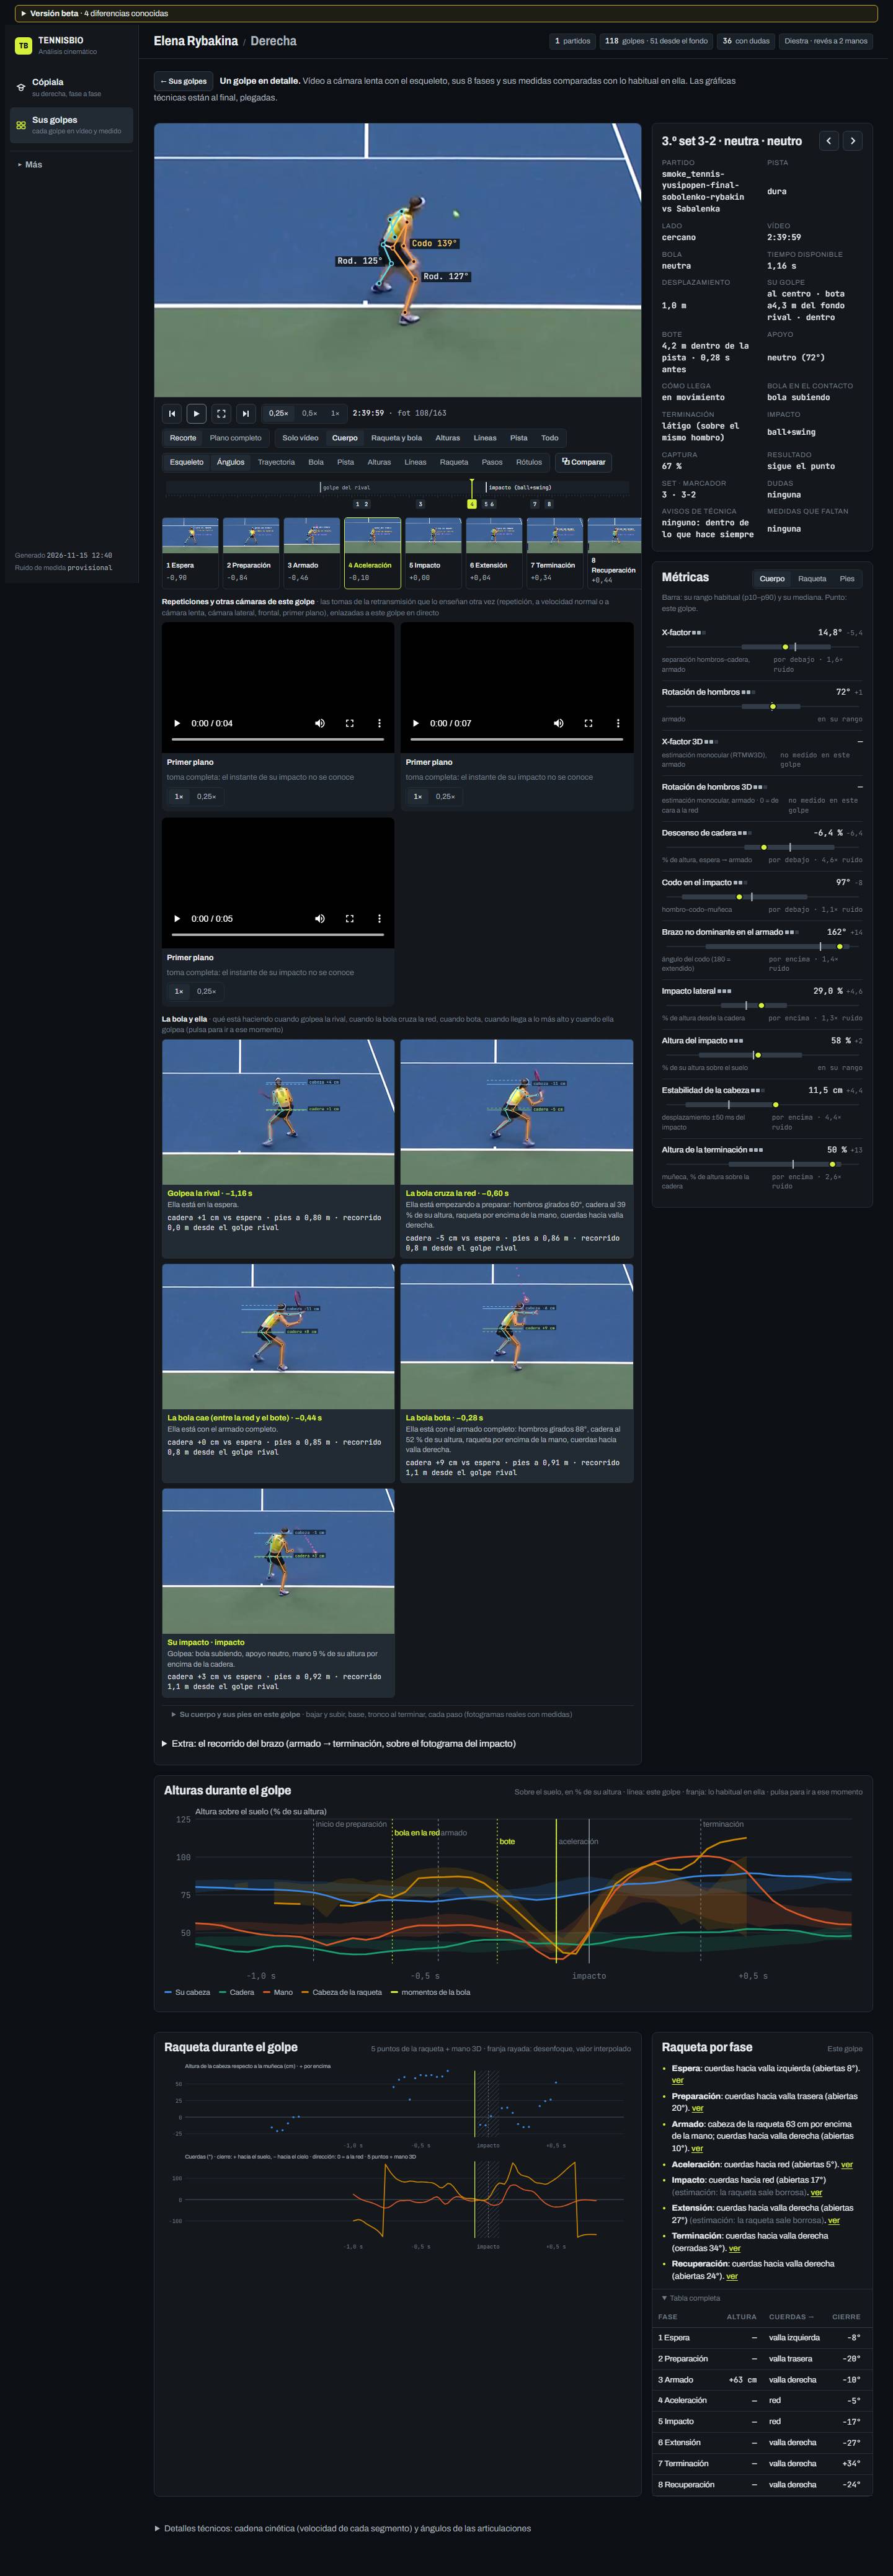 ▶ Versión beta · 4 diferencias conocidas
TB
TENNISBIO
Análisis cinemático
Cópiala
su derecha, fase a fase
Sus golpes
cada golpe en vídeo y medido
▸ Más
Generado 2026-11-15 12:40
Ruido de medida provisional
Elena Rybakina / Derecha
1 partidos
118 golpes · 51 desde el fondo
36 con dudas
Diestra · revés a 2 manos
← Sus golpes
Un golpe en detalle. Vídeo a cámara lenta con el esqueleto, sus 8 fases y sus medidas comparadas con lo habitual en ella. Las gráficas
técnicas están al final, plegadas.
Codo 139°
Rod. 125°
Rod. 127°
0,25× 0,5× 1× 2:39:59 · fot 108/163
Recorte Plano completo Solo vídeo Cuerpo Raqueta y bola Alturas Líneas Pista Todo
Esqueleto Ángulos Trayectoria Bola Pista Alturas Líneas Raqueta Pasos Rótulos Comparar
golpe del rival
impacto (ball+swing)
1 2 3 4 5 6 7 8
1 Espera
-0,90
2 Preparación
-0,84
3 Armado
-0,46
4 Aceleración
-0,10
5 Impacto
+0,00
6 Extensión
+0,04
7 Terminación
+0,34
8
Recuperación
+0,44
Repeticiones y otras cámaras de este golpe · las tomas de la retransmisión que lo enseñan otra vez (repetición, a velocidad normal o a
cámara lenta, cámara lateral, frontal, primer plano), enlazadas a este golpe en directo
0:00 / 0:04
Primer plano
toma completa: el instante de su impacto no se conoce
1× 0,25×
0:00 / 0:07
Primer plano
toma completa: el instante de su impacto no se conoce
1× 0,25×
0:00 / 0:05
Primer plano
toma completa: el instante de su impacto no se conoce
1× 0,25×
La bola y ella · qué está haciendo cuando golpea la rival, cuando la bola cruza la red, cuando bota, cuando llega a lo más alto y cuando ella
golpea (pulsa para ir a ese momento)
Golpea la rival · −1,16 s
Ella está en la espera.
cadera +1 cm vs espera · pies a 0,80 m · recorrido
0,0 m desde el golpe rival
La bola cruza la red · −0,60 s
Ella está empezando a preparar: hombros girados 60°, cadera al 39
% de su altura, raqueta por encima de la mano, cuerdas hacia valla
derecha.
cadera -5 cm vs espera · pies a 0,86 m · recorrido
0,8 m desde el golpe rival
La bola cae (entre la red y el bote) · −0,44 s
Ella está con el armado completo.
cadera +0 cm vs espera · pies a 0,85 m · recorrido
0,8 m desde el golpe rival
La bola bota · −0,28 s
Ella está con el armado completo: hombros girados 88°, cadera al
52 % de su altura, raqueta por encima de la mano, cuerdas hacia
valla derecha.
cadera +9 cm vs espera · pies a 0,91 m · recorrido
1,1 m desde el golpe rival
Su impacto · impacto
Golpea: bola subiendo, apoyo neutro, mano 9 % de su altura por
encima de la cadera.
cadera +3 cm vs espera · pies a 0,92 m · recorrido
1,1 m desde el golpe rival
▶ Su cuerpo y sus pies en este golpe · bajar y subir, base, tronco al terminar, cada paso (fotogramas reales con medidas)
▶ Extra: el recorrido del brazo (armado → terminación, sobre el fotograma del impacto)
3.º set 3-2 · neutra · neutro
PARTIDO
smoke_tennis-
yusipopen-final-
sobolenko-rybakin
vs Sabalenka
PISTA
dura
LADO
cercano
VÍDEO
2:39:59
BOLA
neutra
TIEMPO DISPONIBLE
1,16 s
DESPLAZAMIENTO
1,0 m
SU GOLPE
al centro · bota
a4,3 m del fondo
rival · dentro
BOTE
4,2 m dentro de la
pista · 0,28 s
antes
APOYO
neutro (72°)
CÓMO LLEGA
en movimiento
BOLA EN EL CONTACTO
bola subiendo
TERMINACIÓN
látigo (sobre el
mismo hombro)
IMPACTO
ball+swing
CAPTURA
67 %
RESULTADO
sigue el punto
SET · MARCADOR
3 · 3-2
DUDAS
ninguna
AVISOS DE TÉCNICA
ninguno: dentro de
lo que hace siempre
MEDIDAS QUE FALTAN
ninguna
Métricas
Cuerpo Raqueta Pies
Barra: su rango habitual (p10–p90) y su mediana. Punto:
este golpe.
X-factor 14,8° -5,4
separación hombros-cadera,
armado
por debajo · 1,6×
ruido
Rotación de hombros 72° +1
armado
en su rango
X-factor 3D –
estimación monocular (RTMW3D),
armado
no medido en este
golpe
Rotación de hombros 3D –
estimación monocular, armado · 0 = de
cara a la red
no medido en este
golpe
Descenso de cadera -6,4 % -6,4
% de altura, espera → armado
por debajo · 4,6× ruido
Codo en el impacto 97° -8
hombro-codo-muñeca
por debajo · 1,1× ruido
Brazo no dominante en el armado 162° +14
ángulo del codo (180 =
extendido)
por encima · 1,4×
ruido
Impacto lateral 29,0 % +4,6
% de altura desde la cadera
por encima · 1,3× ruido
Altura del impacto 58 % +2
% de su altura sobre el suelo
en su rango
Estabilidad de la cabeza 11,5 cm +4,4
desplazamiento ±50 ms del
impacto
por encima · 4,4×
ruido
Altura de la terminación 50 % +13
muñeca, % de altura sobre la
cadera
por encima · 2,6×
ruido
Alturas durante el golpe
Sobre el suelo, en % de su altura · línea: este golpe · franja: lo habitual en ella · pulsa para ir a ese momento
Altura sobre el suelo (% de su altura)
125
100
75
50
inicio de preparación
bola en la red
armado
bote
aceleración
terminación
-1,0 s
-0,5 s
impacto
+0,5 s
Su cabeza Cadera Mano Cabeza de la raqueta momentos de la bola
Raqueta durante el golpe
5 puntos de la raqueta + mano 3D · franja rayada: desenfoque, valor interpolado
Altura de la cabeza respecto a la muñeca (cm) · + por encima
50
25
0
-25
-1,0 s
-0,5 s
impacto
+0,5 s
Cuerdas (°) · cierre: + hacia el suelo, − hacia el cielo · dirección: 0 = a la red · 5 puntos + mano 3D
100
0
-100
-1,0 s
-0,5 s
impacto
+0,5 s
Raqueta por fase
Este golpe
• Espera: cuerdas hacia valla izquierda (abiertas 8°).
ver
• Preparación: cuerdas hacia valla trasera (abiertas
20°). ver
• Armado: cabeza de la raqueta 63 cm por encima
de la mano; cuerdas hacia valla derecha (abiertas
10°). ver
• Aceleración: cuerdas hacia red (abiertas 5°). ver
• Impacto: cuerdas hacia red (abiertas 17°)
(estimación: la raqueta sale borrosa). ver
• Extensión: cuerdas hacia valla derecha (abiertas
27°) (estimación: la raqueta sale borrosa). ver
• Terminación: cuerdas hacia valla derecha
(cerradas 34°). ver
• Recuperación: cuerdas hacia valla derecha
(abiertas 24°). ver
▼ Tabla completa
FASE ALTURA CUERDAS → CIERRE
1 Espera – valla izquierda -8°
2 Preparación – valla trasera -20°
3 Armado +63 cm valla derecha -10°
4 Aceleración – red -5°
5 Impacto – red -17°
6 Extensión – valla derecha -27°
7 Terminación – valla derecha +34°
8 Recuperación – valla derecha -24°
▶ Detalles técnicos: cadena cinética (velocidad de cada segmento) y ángulos de las articulaciones